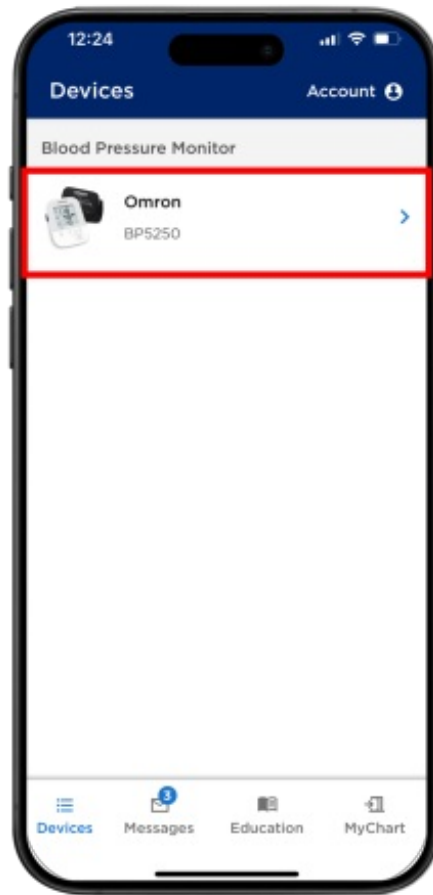 12:24
Devices
Account
Blood Pressure Monitor
Omron
BP5250
3
Devices
Messages
Education
MyChart